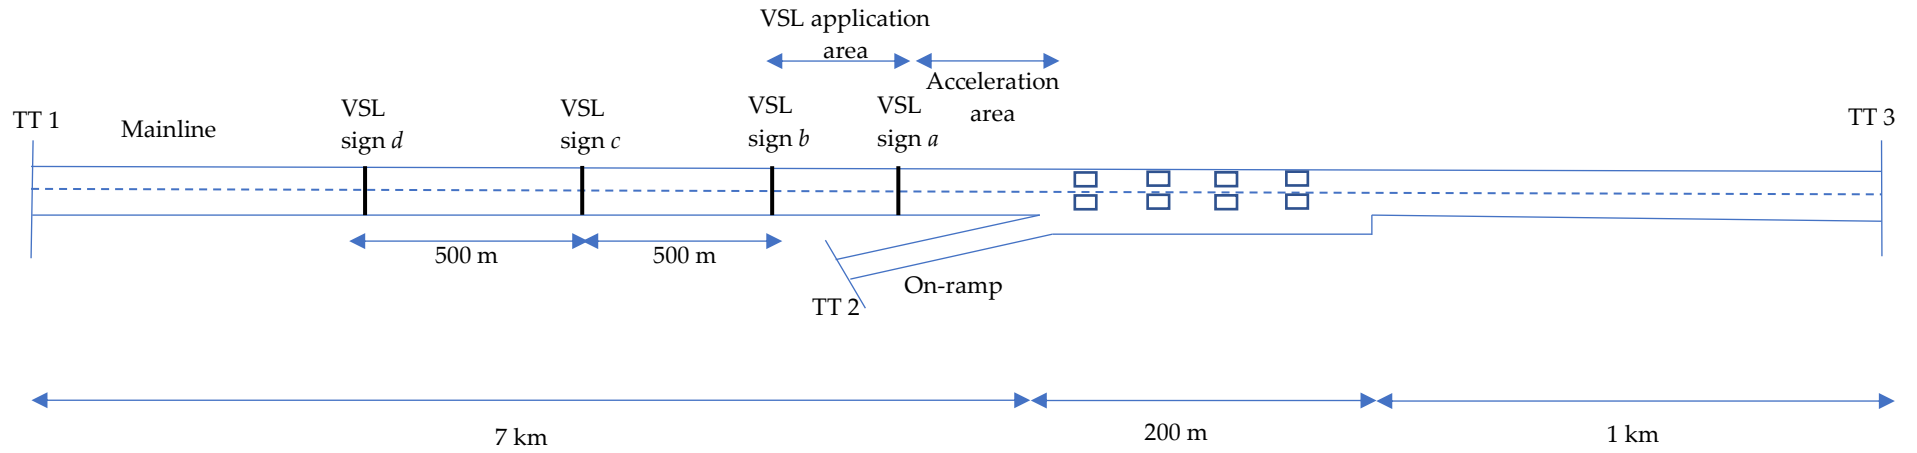 VSL application
area
Acceleration
area
TT 1
Mainline
VSL
sign d
VSL
sign c
VSL
sign b
VSL
sign a
TT 3
500 m
500 m
On-ramp
TT 2
7 km
200 m
1 km